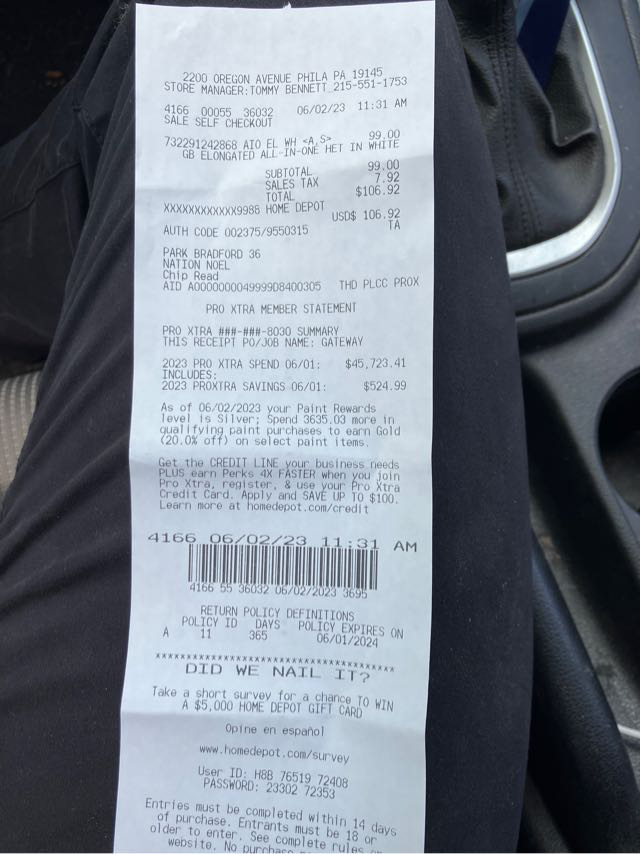 2200 OREGON AVENUE PHILA PA 19145
STORE MANAGER:TOMMY BENNETT 215-551-1753
4166 00055 36032 06/02/23 11:31 AM
SALE SELF CHECKOUT
732291242868 AIO EL WH <A,S> 99.00
GB ELONGATED ALL-IN-ONE HET IN WHITE
SUBTOTAL 99.00
SALES TAX 7.92
TOTAL $106.92
XXXXXXXXXXXX9986 HOME DEPOT
USD$ 106.92
AUTH CODE 002375/9550315 TA
PARK BRADFORD 36
NATION NOEL
Chip Read
AID A0000000049999D8400305 THD PLCC PROX
PRO XTRA MEMBER STATEMENT
PRO XTRA ###-###-8030 SUMMARY
THIS RECEIPT PO/JOB NAME: GATEWAY
2023 PRO XTRA SPEND 06/01: $45,723.41
INCLUDES:
2023 PROXTRA SAVINGS 06/01: $524.99
As of 06/02/2023 your Paint Rewards
level is Silver; Spend 3635.03 more in
qualifying paint purchases to earn Gold
(20.0% off) on select paint items.
Get the CREDIT LINE your business needs
PLUS earn Perks 4X FASTER when you join
Pro Xtra, register, & use your Pro Xtra
Credit Card. Apply and SAVE UP TO $100.
Learn more at homedepot.com/credit
4166 06/02/23 11:31 AM
4166 55 36032 06/02/2023 3695
RETURN POLICY DEFINITIONS
POLICY ID DAYS POLICY EXPIRES ON
A 11 365 06/01/2024
****************************************
DID WE NAIL IT?
Take a short survey for a chance TO WIN
A $5,000 HOME DEPOT GIFT CARD
Opine en español
www.homedepot.com/survey
User ID: H8B 76519 72408
PASSWORD: 23302 72353
Entries must be completed within 14 days
of purchase. Entrants must be 18 or
older to enter. See complete rules on
website. No purchase